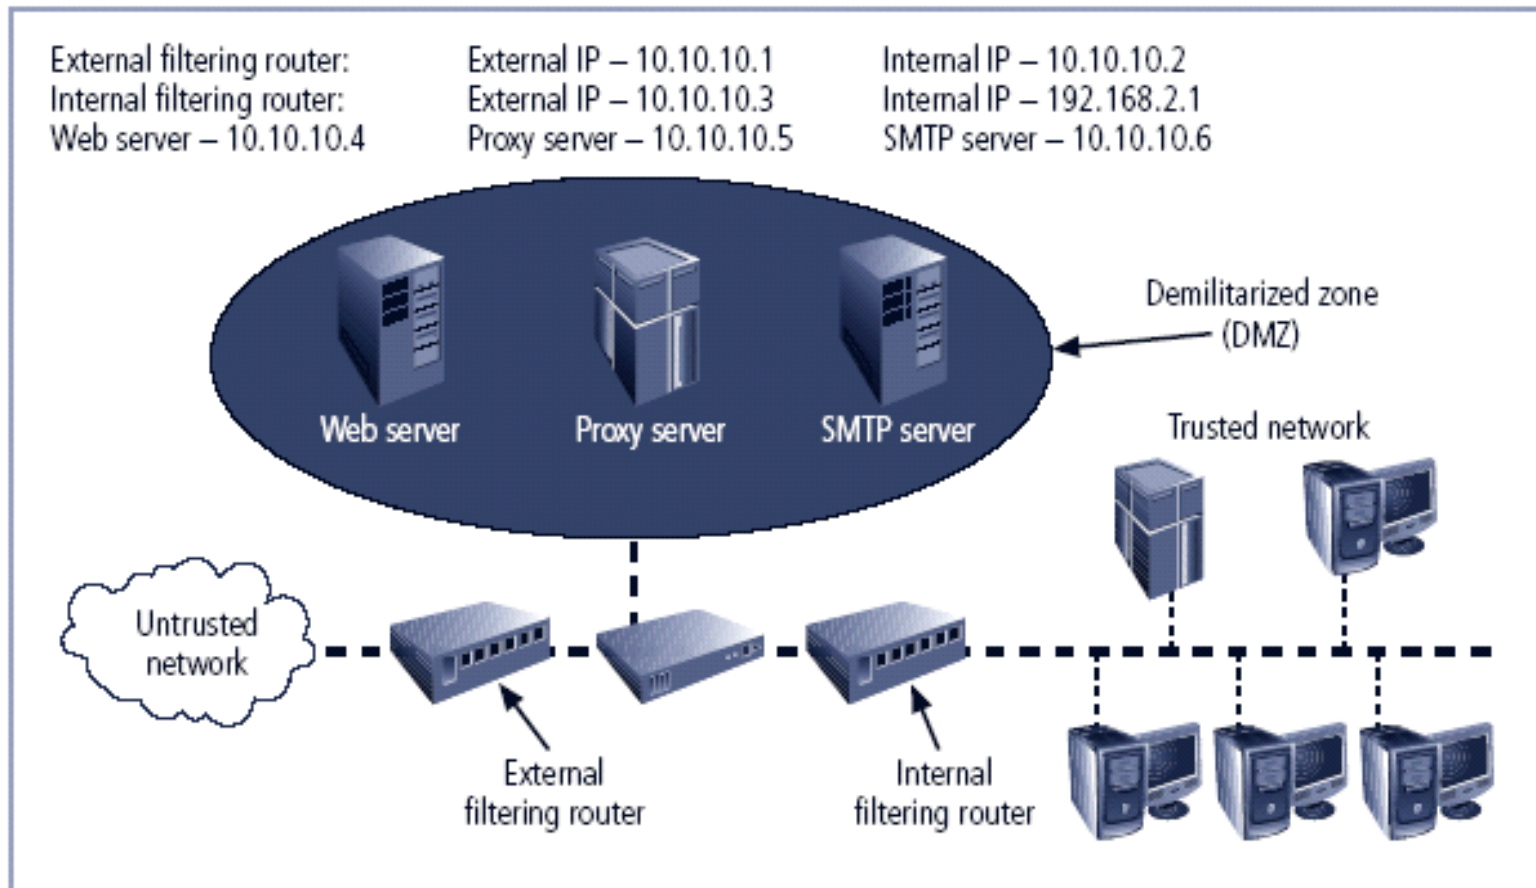 External filtering router: External IP – 10.10.10.1 Internal IP – 10.10.10.2
Internal filtering router: External IP – 10.10.10.3 Internal IP – 192.168.2.1
Web server – 10.10.10.4 Proxy server – 10.10.10.5 SMTP server – 10.10.10.6
Demilitarized zone
(DMZ)
Web server
Proxy server
SMTP server
Trusted network
Untrusted
network
External
filtering router
Internal
filtering router